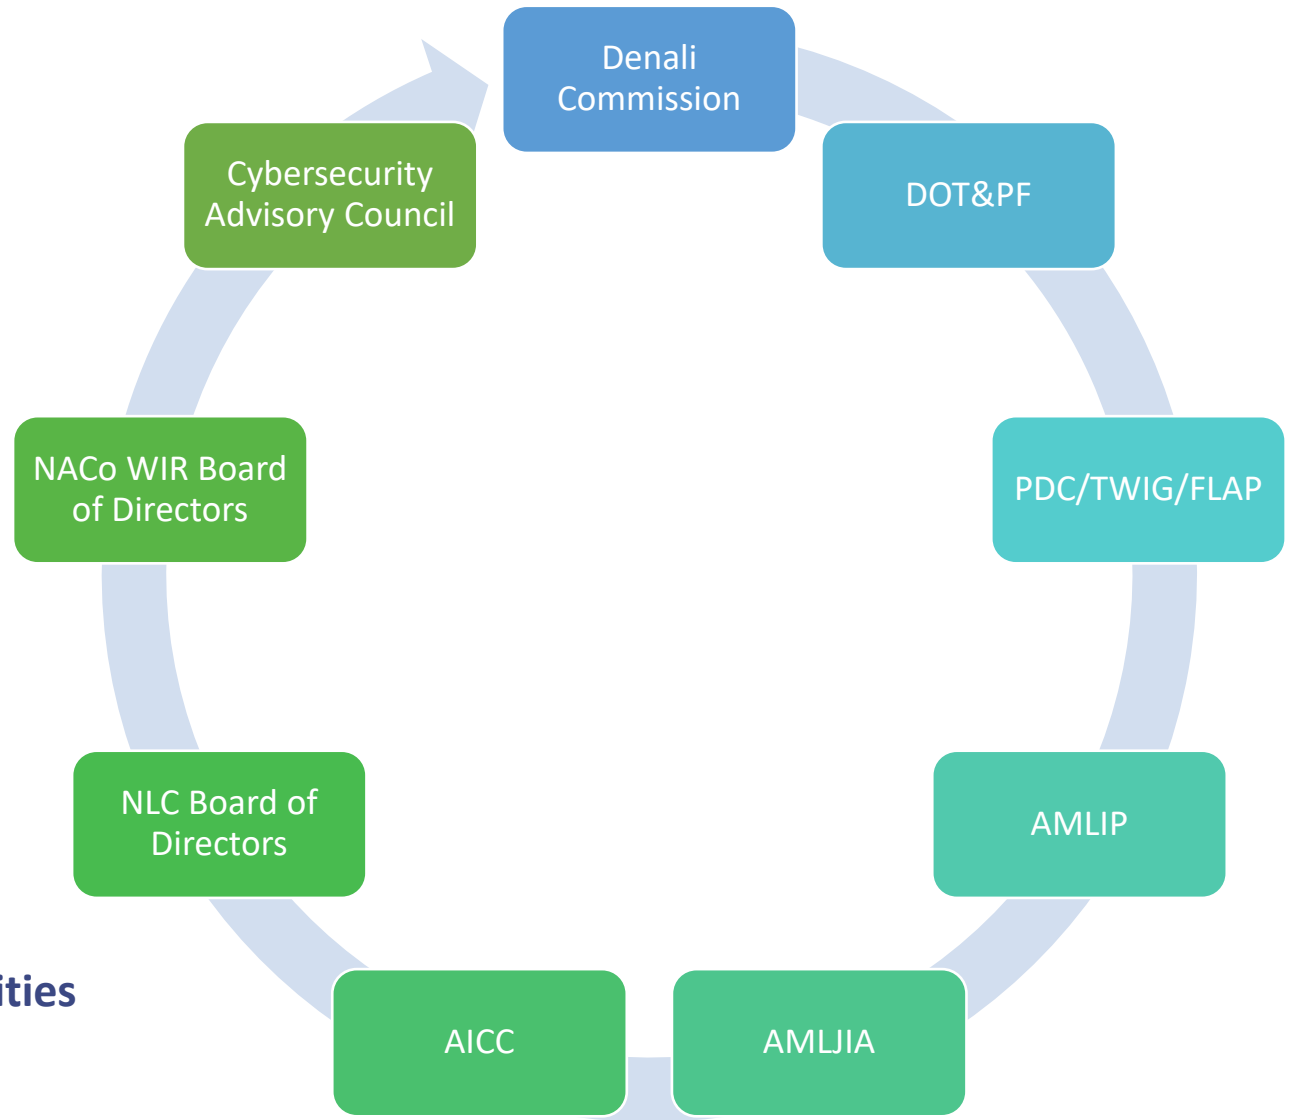 Denali
Commission
DOT&PF
PDC/TWIG/FLAP
AMLIP
AMLJIA
AICC
NLC Board of
Directors
NACo WIR Board
of Directors
Cybersecurity
Advisory Council
ities